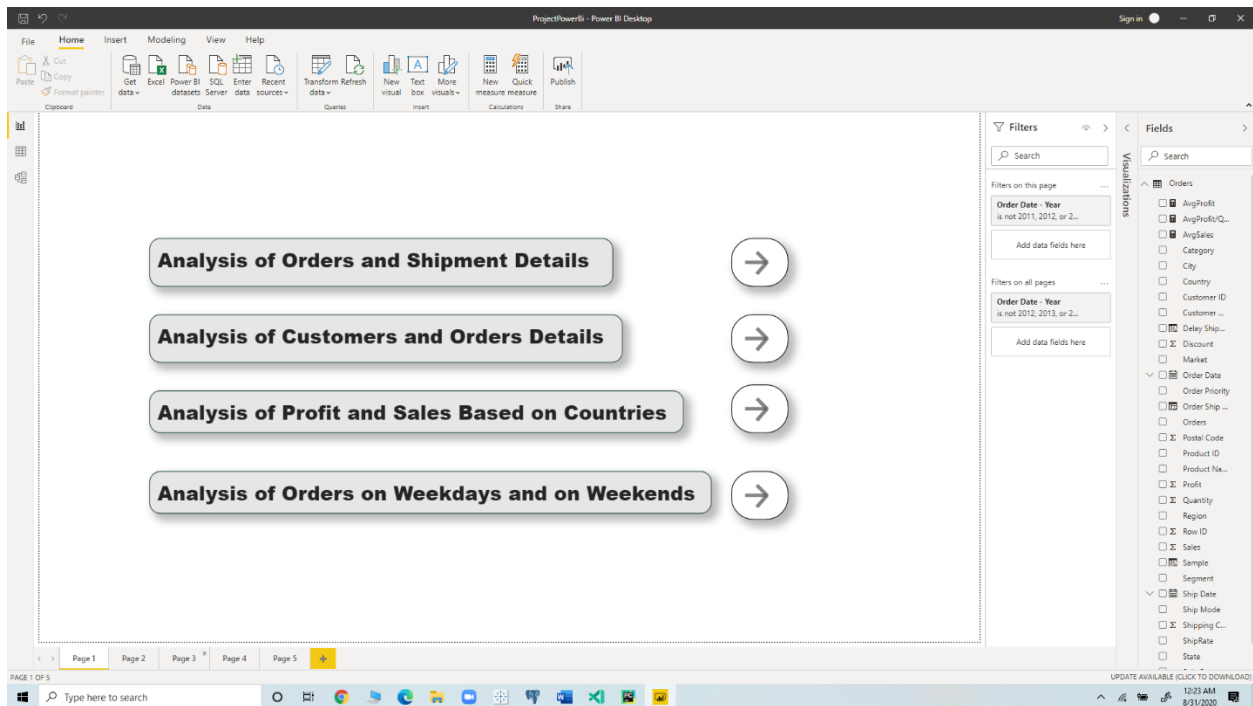 ProjectPowerBi - Power BI Desktop
Sign in
File Home Insert Modeling View Help
Paste
Cut
Copy
Format painter
Clipboard
Get data
Excel
Power BI datasets
SQL Server
Enter data
Recent sources
Data
Transform data
Refresh
Queries
New visual
Text box
More visuals
Insert
New measure
Quick measure
Calculations
Publish
Share
Analysis of Orders and Shipment Details
Analysis of Customers and Orders Details
Analysis of Profit and Sales Based on Countries
Analysis of Orders on Weekdays and on Weekends
Filters
Search
Filters on this page ...
Order Date - Year
is not 2011, 2012, or 2...
Add data fields here
Filters on all pages ...
Order Date - Year
is not 2012, 2013, or 2...
Add data fields here
Visualizations
Fields
Search
Orders
AvgProfit
AvgProfit/Q...
AvgSales
Category
City
Country
Customer ID
Customer ...
Delay Ship...
Σ Discount
Market
Order Date
Order Priority
Order Ship ...
Orders
Σ Postal Code
Product ID
Product Na...
Σ Profit
Σ Quantity
Region
Σ Row ID
Σ Sales
Sample
Segment
Ship Date
Ship Mode
Σ Shipping C...
ShipRate
State
Page 1 Page 2 Page 3 x Page 4 Page 5 +
PAGE 1 OF 5
UPDATE AVAILABLE (CLICK TO DOWNLOAD)
Type here to search
12:23 AM
8/31/2020